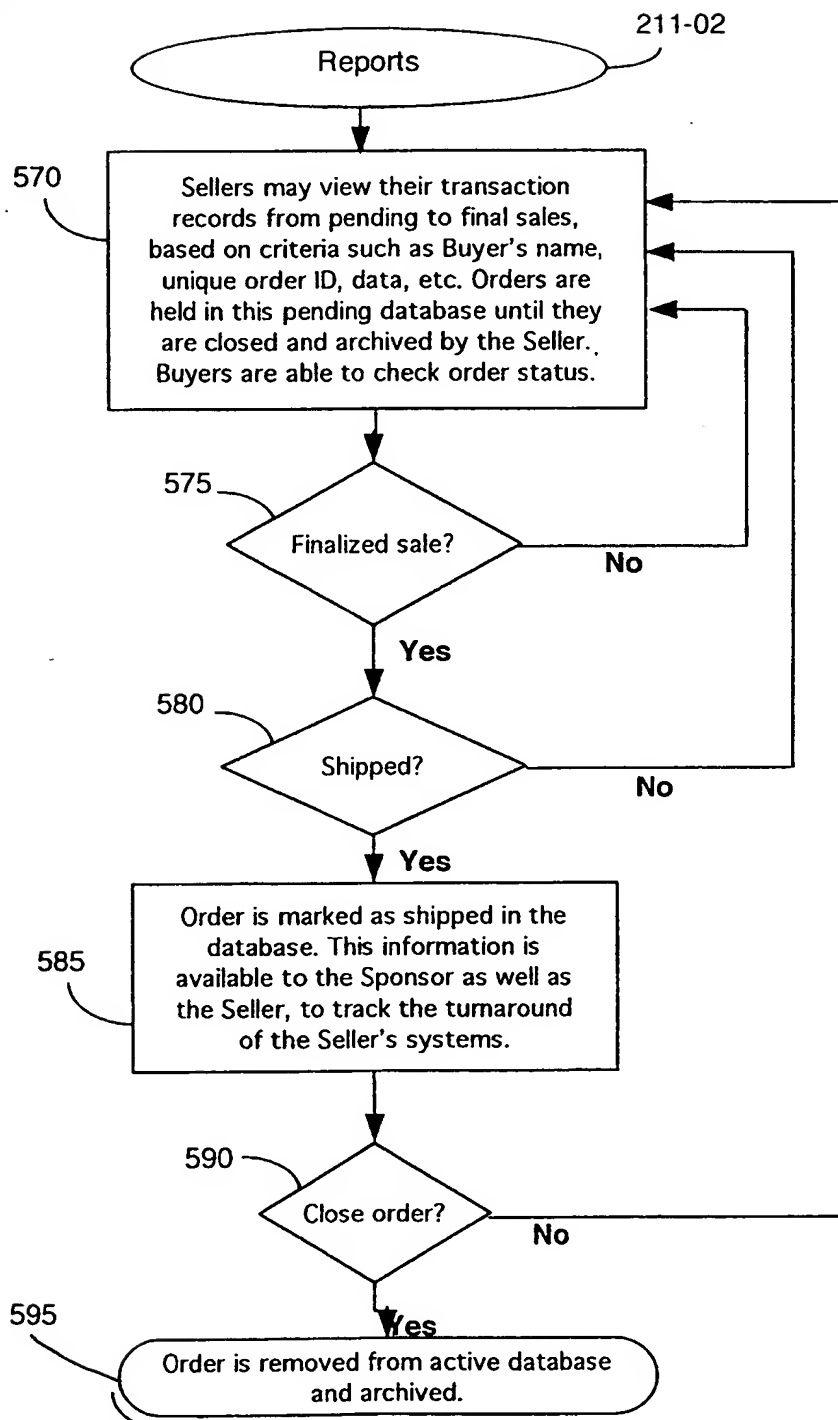 211-02
Reports
570
Sellers may view their transaction
records from pending to final sales,
based on criteria such as Buyer's name,
unique order ID, data, etc. Orders are
held in this pending database until they
are closed and archived by the Seller.
Buyers are able to check order status.
575
Finalized sale?
No
Yes
580
Shipped?
No
Yes
585
Order is marked as shipped in the
database. This information is
available to the Sponsor as well as
the Seller, to track the turnaround
of the Seller's systems.
590
Close order?
No
Yes
595
Order is removed from active database
and archived.